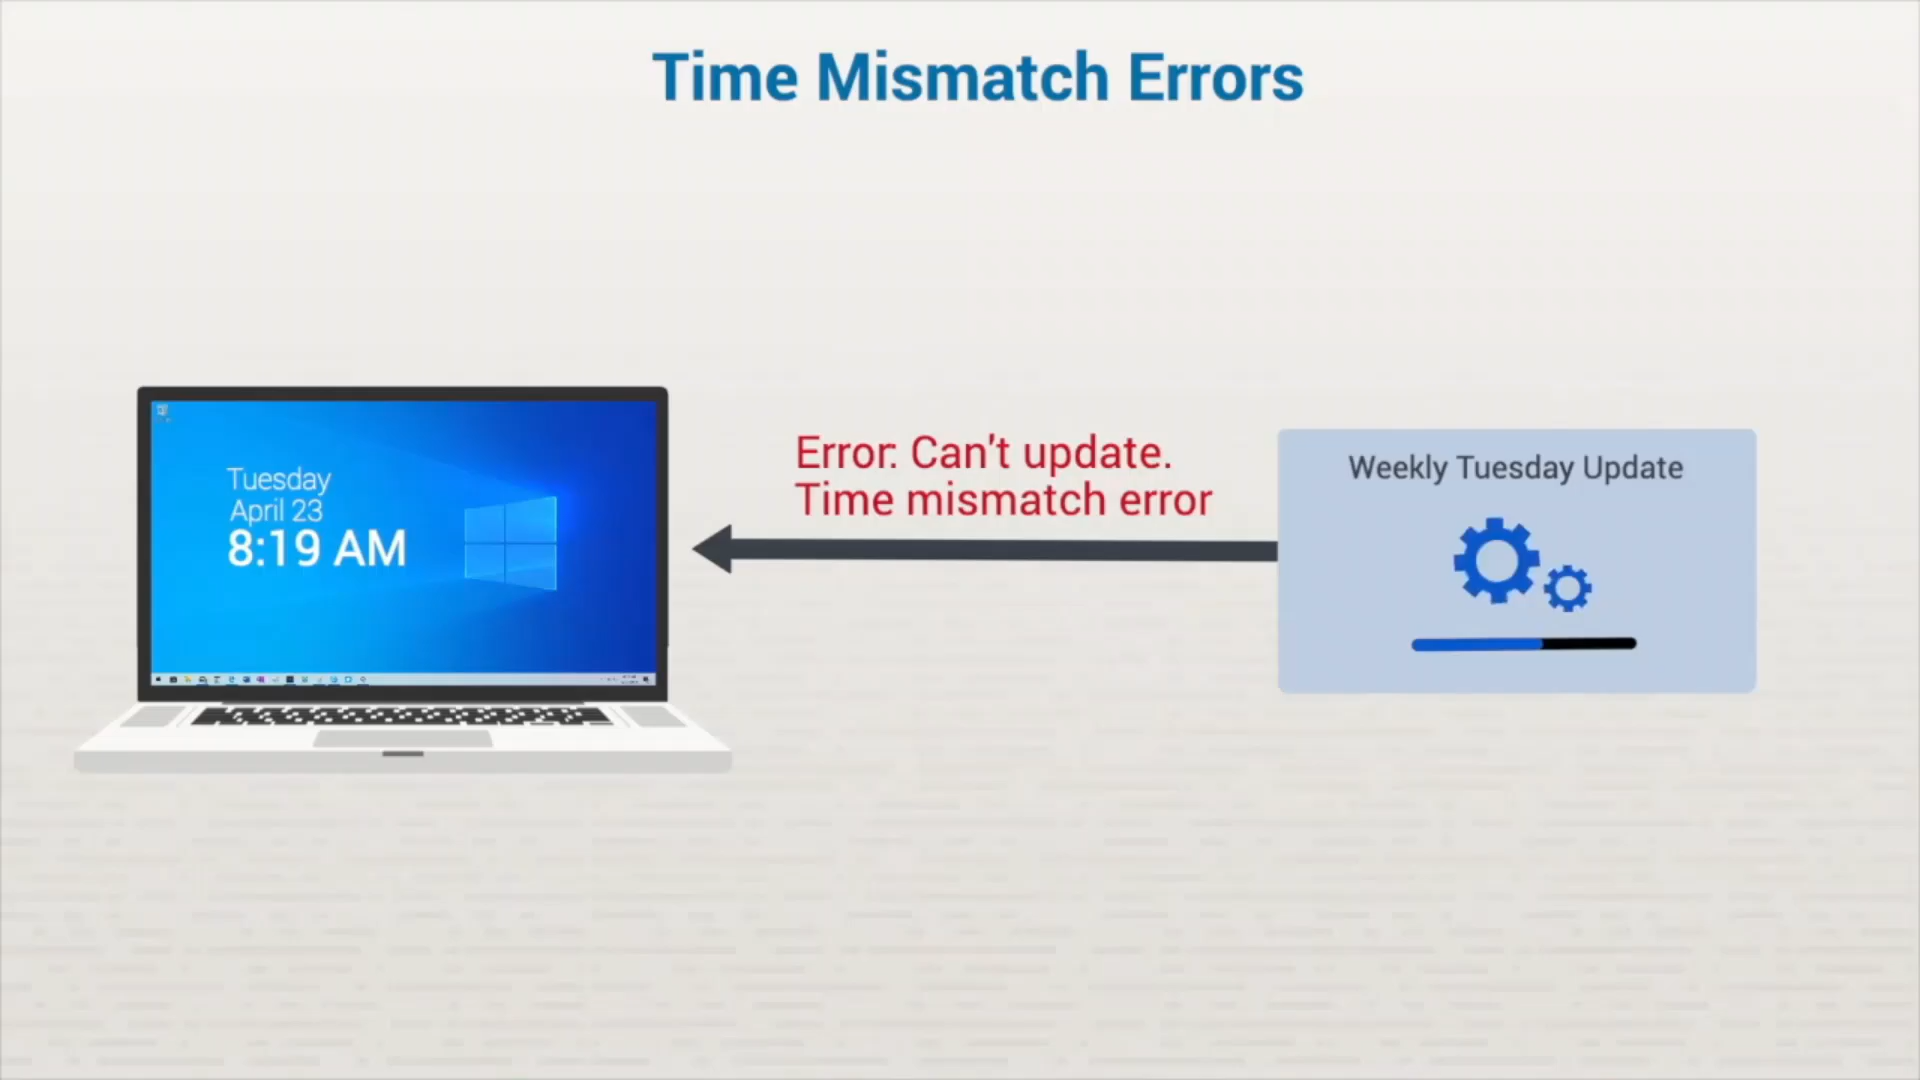 Time Mismatch Errors
Tuesday
April 23
8:19 AM
Error: Can't update.
Time mismatch error
Weekly Tuesday Update